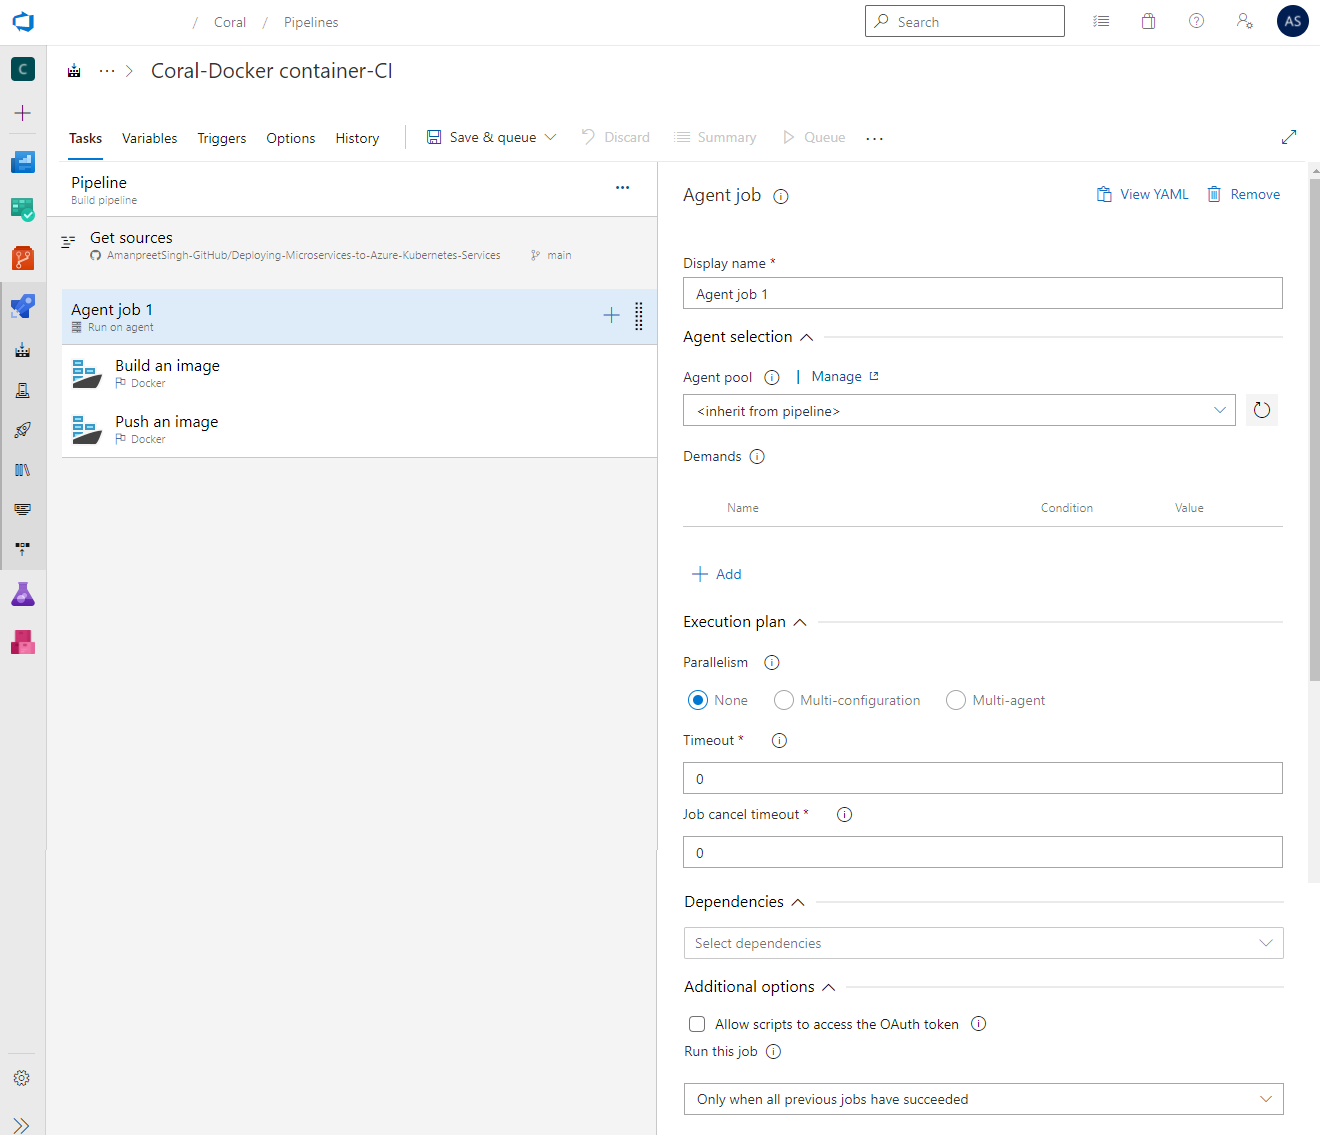 / Coral / Pipelines
Search
AS
C
... > Coral-Docker container-CI
Tasks Variables Triggers Options History Save & queue Discard Summary Queue ...
Pipeline
Build pipeline
...
Get sources
AmanpreetSingh-GitHub/Deploying-Microservices-to-Azure-Kubernetes-Services main
Agent job 1
Run on agent
Build an image
Docker
Push an image
Docker
Agent job
View YAML Remove
Display name *
Agent job 1
Agent selection
Agent pool | Manage
<inherit from pipeline>
Demands
Name Condition Value
+ Add
Execution plan
Parallelism
None Multi-configuration Multi-agent
Timeout *
0
Job cancel timeout *
0
Dependencies
Select dependencies
Additional options
Allow scripts to access the OAuth token
Run this job
Only when all previous jobs have succeeded